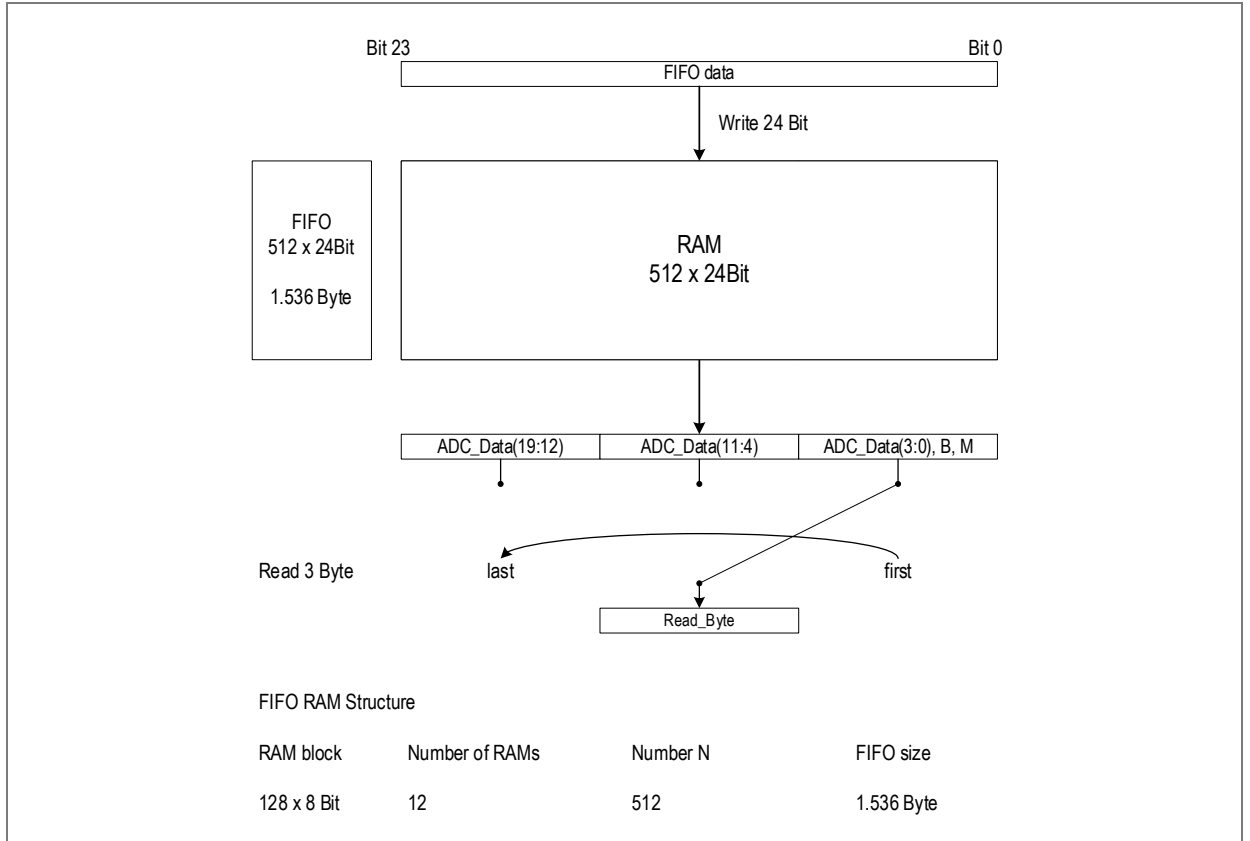 Bit 23
Bit 0
FIFO data
Write 24 Bit
FIFO
512 x 24Bit
1.536 Byte
RAM
512 x 24Bit
ADC_Data(19:12)
ADC_Data(11:4)
ADC_Data(3:0), B, M
Read 3 Byte
last
first
Read_Byte
FIFO RAM Structure
RAM block Number of RAMs Number N FIFO size
128 x 8 Bit 12 512 1.536 Byte